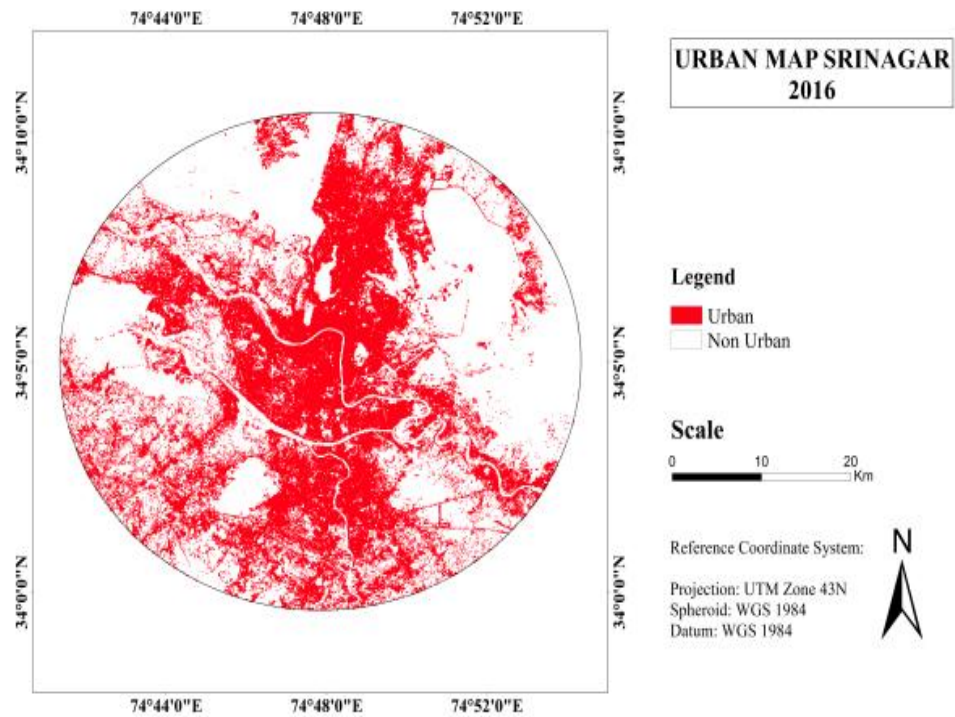 74°44'0"E 74°48'0"E 74°52'0"E
URBAN MAP SRINAGAR
2016
34°10'0"N 34°10'0"N
Legend
Urban
Non Urban
34°5'0"N 34°5'0"N
Scale
0 10 20
Km
Reference Coordinate System:
N
Projection: UTM Zone 43N
Spheroid: WGS 1984
Datum: WGS 1984
34°0'0"N 34°0'0"N
74°44'0"E 74°48'0"E 74°52'0"E